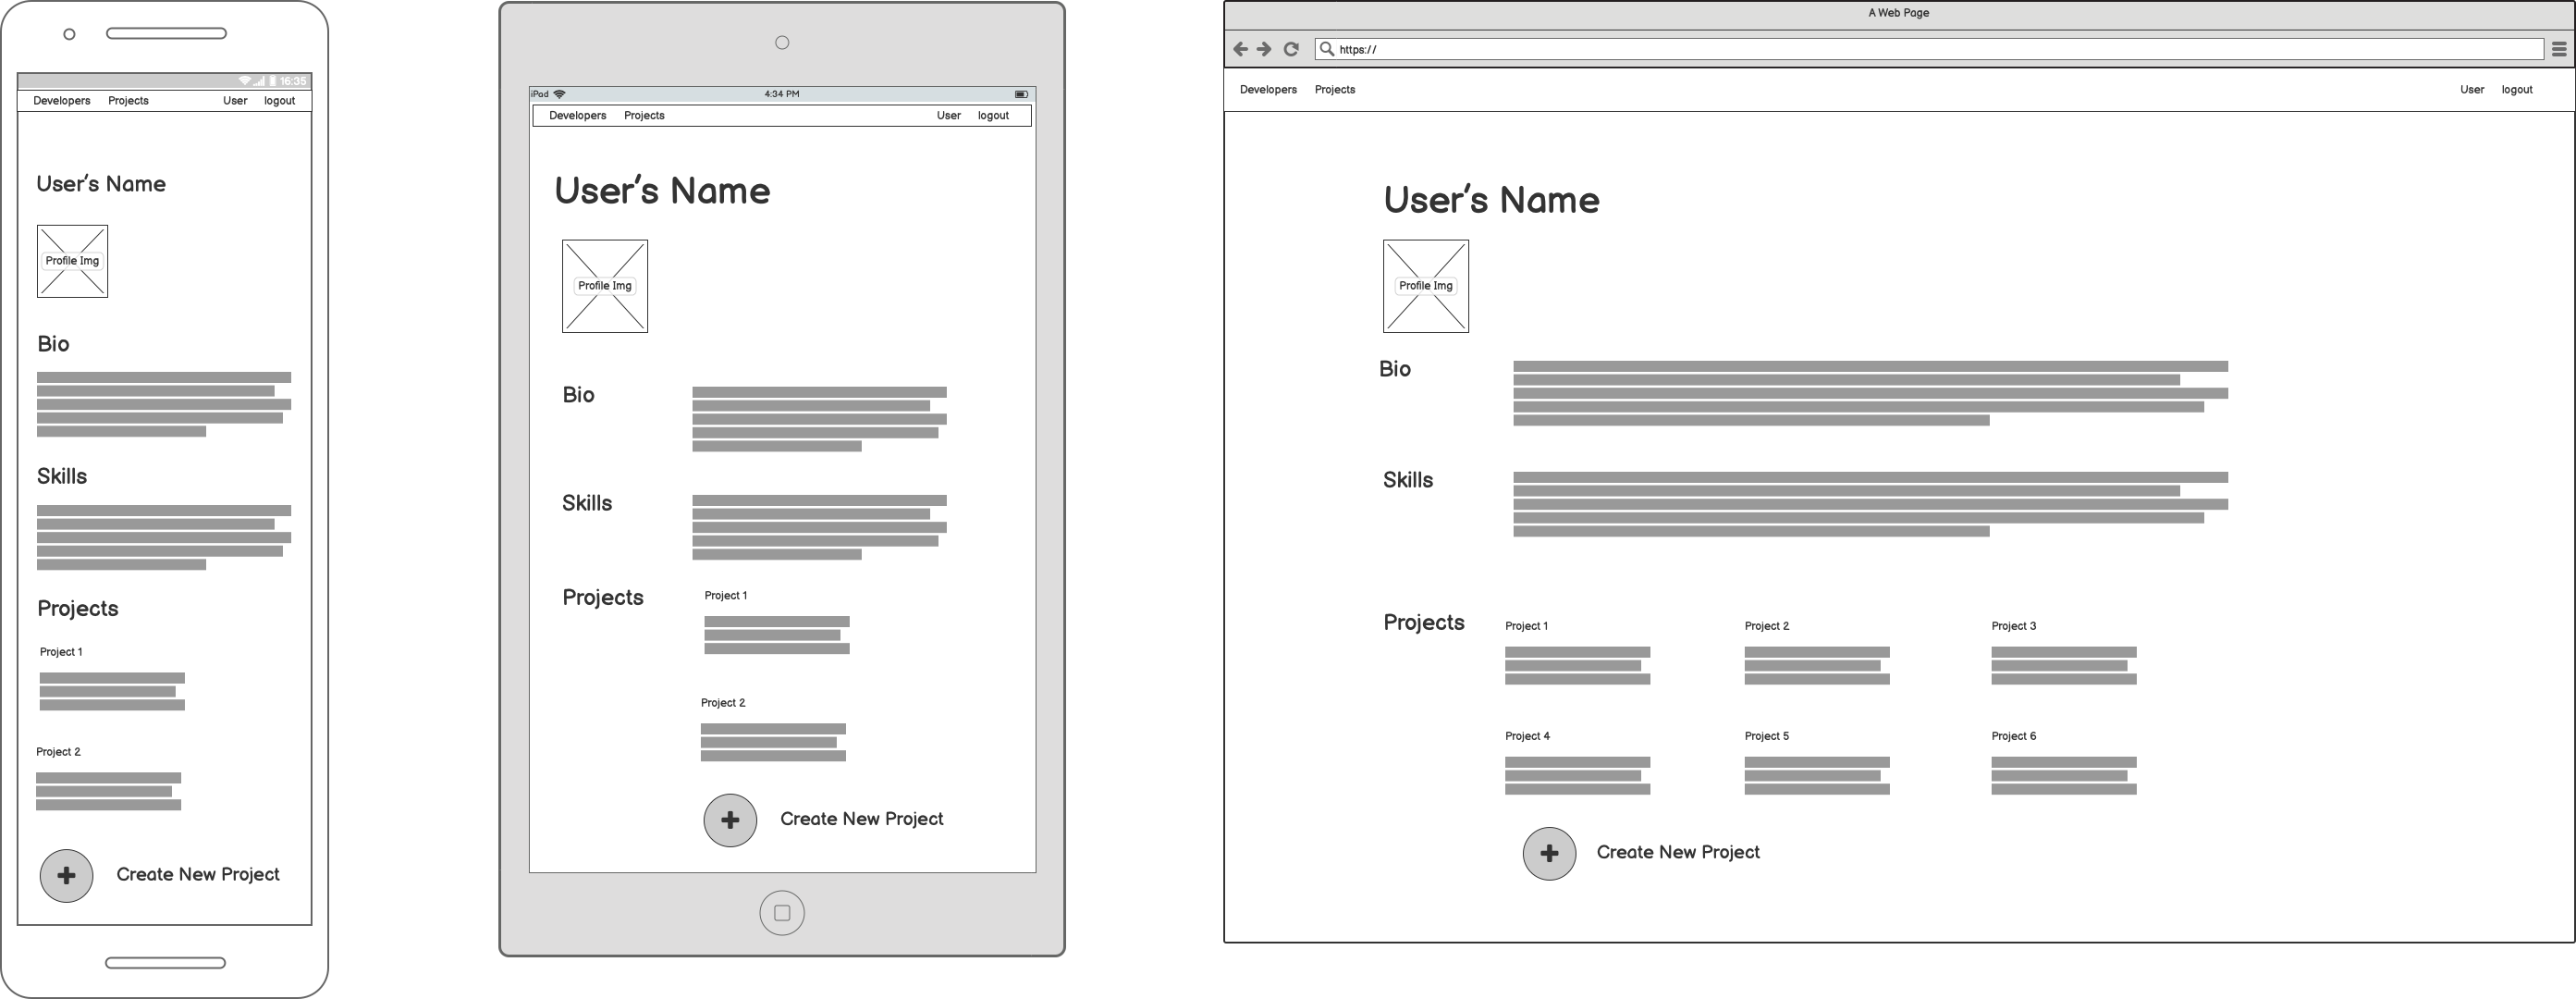 16:35
Developers Projects User logout
User's Name
Profile Img
Bio
Skills
Projects
Project 1
Project 2
Create New Project
iPad 4:34 PM
Developers Projects User logout
User's Name
Profile Img
Bio
Skills
Projects
Project 1
Project 2
Create New Project
A Web Page
https://
Developers Projects User logout
User's Name
Profile Img
Bio
Skills
Projects
Project 1 Project 2 Project 3
Project 4 Project 5 Project 6
Create New Project